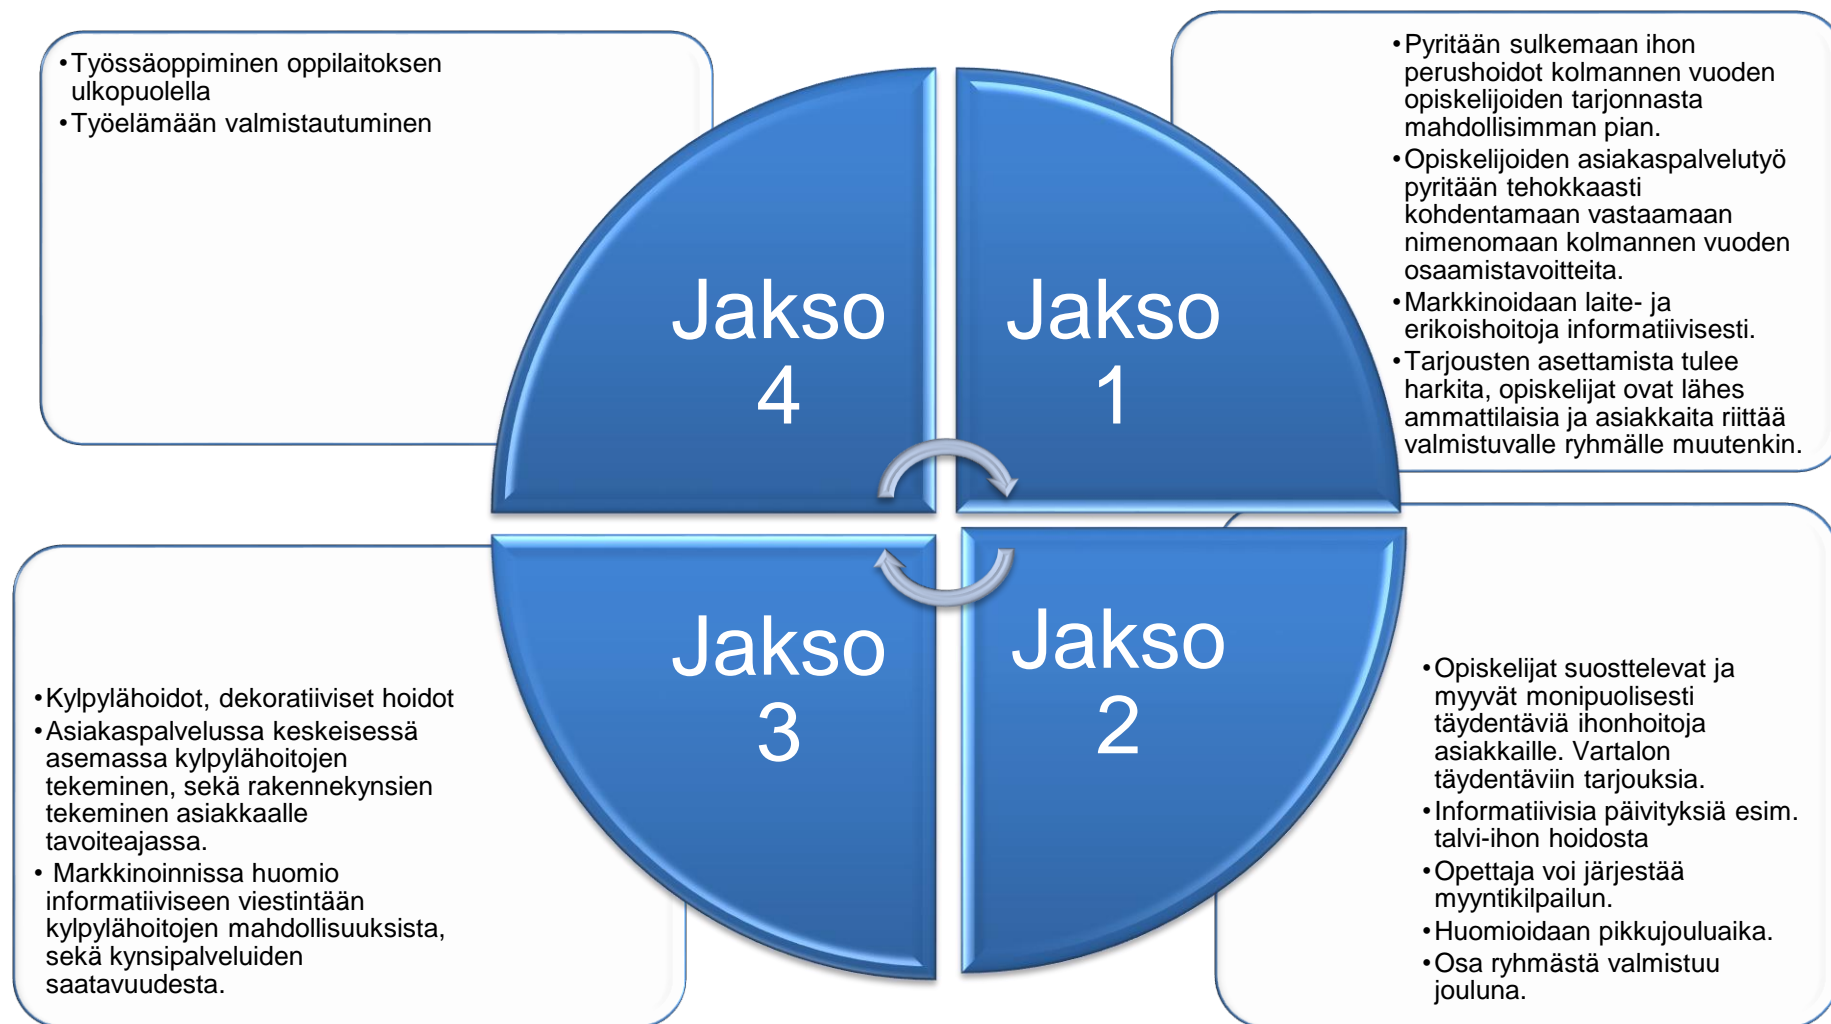 Jakso
1
•Pyritään sulkemaan ihon
perushoidot kolmannen vuoden
opiskelijoiden tarjonnasta
mahdollisimman pian.
•Opiskelijoiden asiakaspalvelutyö
pyritään tehokkaasti
kohdentamaan vastaamaan
nimenomaan kolmannen vuoden
osaamistavoitteita.
•Markkinoidaan laite- ja
erikoishoitoja informatiivisesti.
•Tarjousten asettamista tulee
harkita, opiskelijat ovat lähes
ammattilaisia ja asiakkaita riittää
valmistuvalle ryhmälle muutenkin.
Jakso
2
•Opiskelijat suosttelevat ja
myyvät monipuolisesti
täydentäviä ihonhoitoja
asiakkaille. Vartalon
täydentäviin tarjouksia.
•Informatiivisia päivityksiä esim.
talvi-ihon hoidosta
•Opettaja voi järjestää
myyntikilpailun.
•Huomioidaan pikkujouluaika.
•Osa ryhmästä valmistuu
jouluna.
Jakso
3
•Kylpylähoidot, dekoratiiviset hoidot
•Asiakaspalvelussa keskeisessä
asemassa kylpylähoitojen
tekeminen, sekä rakennekynsien
tekeminen asiakkaalle
tavoiteajassa.
• Markkinoinnissa huomio
informatiiviseen viestintään
kylpylähoitojen mahdollisuuksista,
sekä kynsipalveluiden
saatavuudesta.
Jakso
4
•Työssäoppiminen oppilaitoksen
ulkopuolella
•Työelämään valmistautuminen